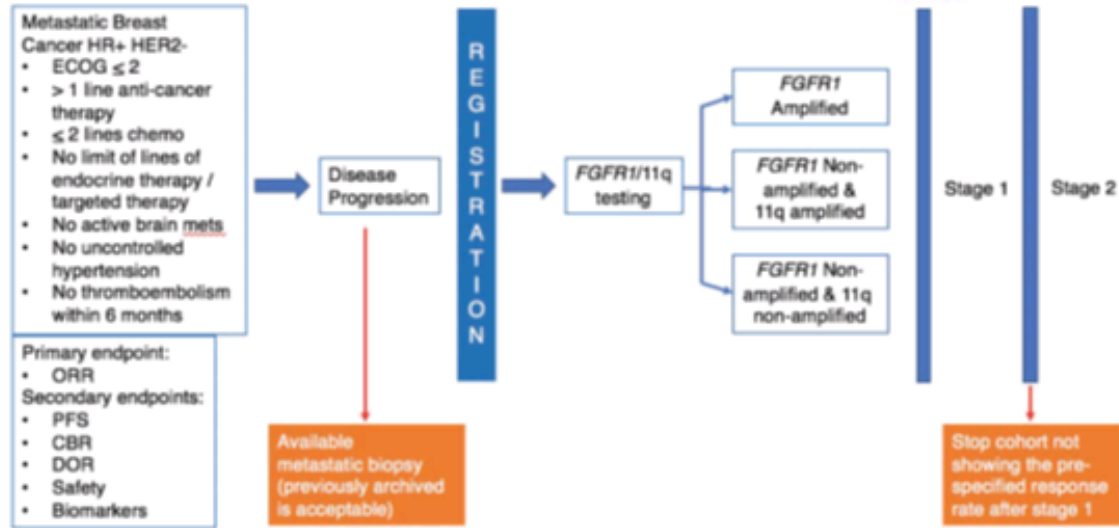 Metastatic Breast
Cancer HR+ HER2-
• ECOG ≤ 2
• > 1 line anti-cancer
therapy
• ≤ 2 lines chemo
• No limit of lines of
endocrine therapy /
targeted therapy
• No active brain mets
• No uncontrolled
hypertension
• No thromboembolism
within 6 months
Primary endpoint:
• ORR
Secondary endpoints:
• PFS
• CBR
• DOR
• Safety
• Biomarkers
Disease
Progression
Available
metastatic biopsy
(previously archived
is acceptable)
REGISTRATION
FGFR1/11q
testing
FGFR1
Amplified
FGFR1 Non-
amplified &
11q amplified
FGFR1 Non-
amplified & 11q
non-amplified
Stage 1
Stage 2
Stop cohort not
showing the pre-
specified response
rate after stage 1